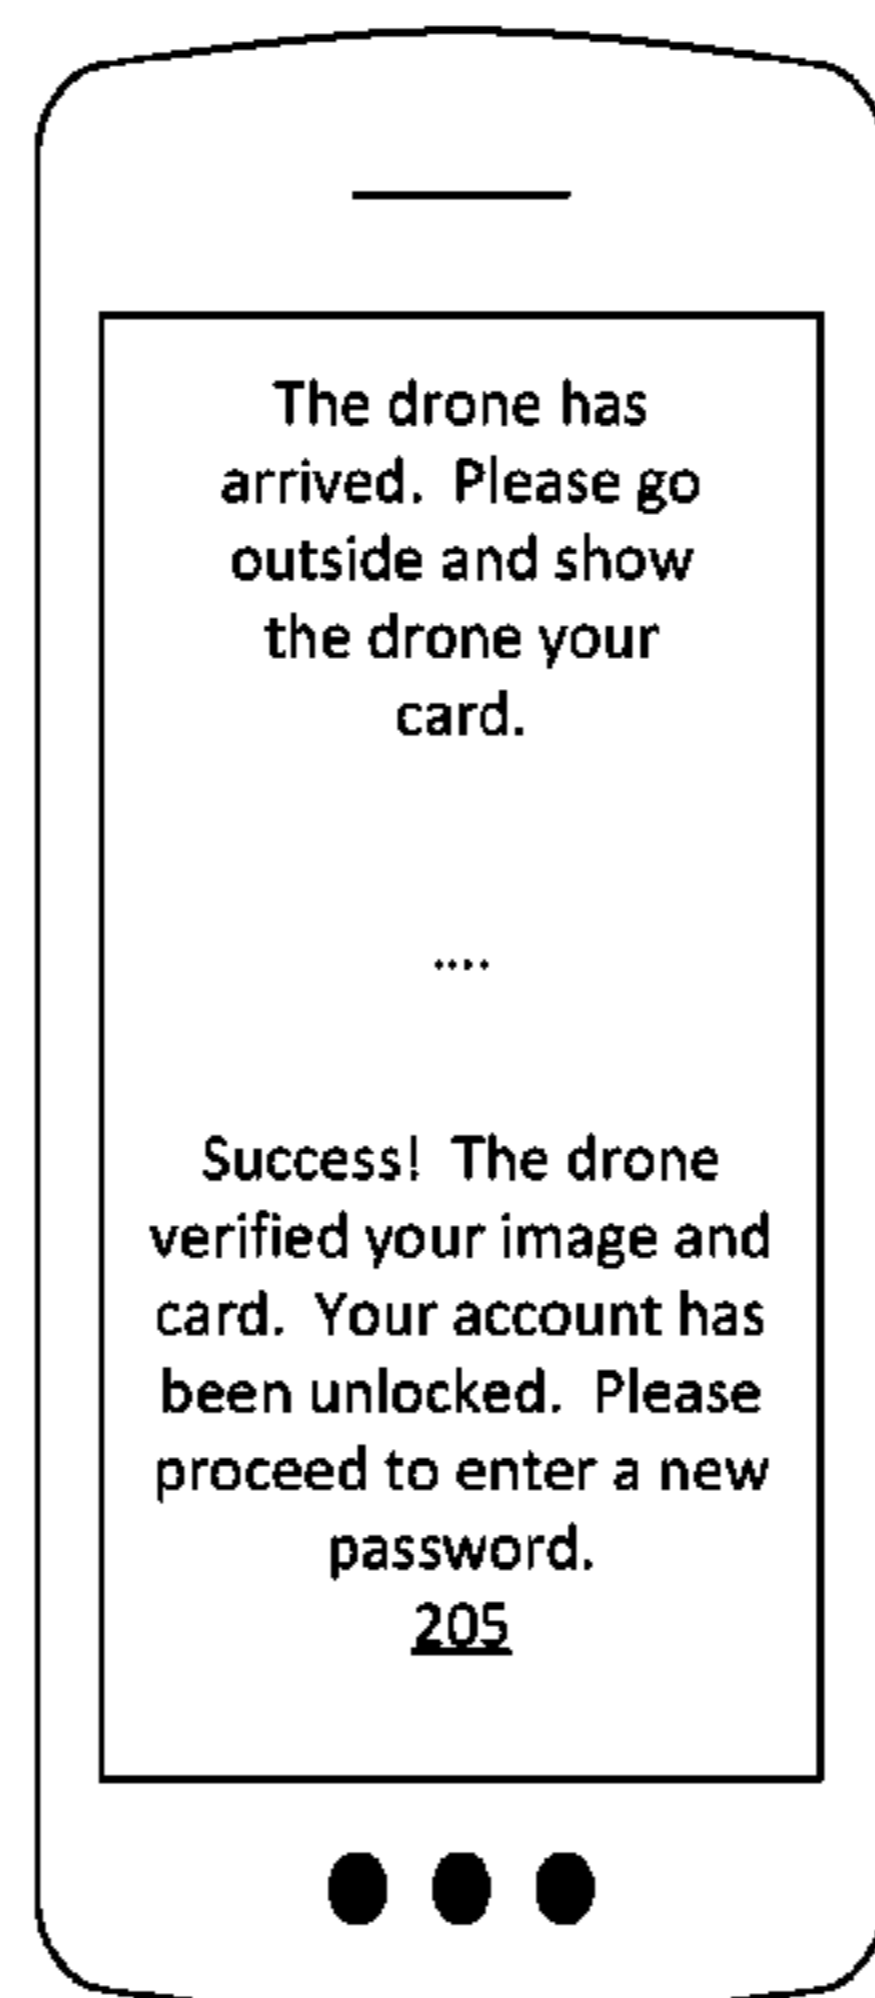 The drone has
arrived.  Please go
outside and show
the drone your
card.
....
Success!  The drone
verified your image and
card.  Your account has
been unlocked.  Please
proceed to enter a new
password.
205